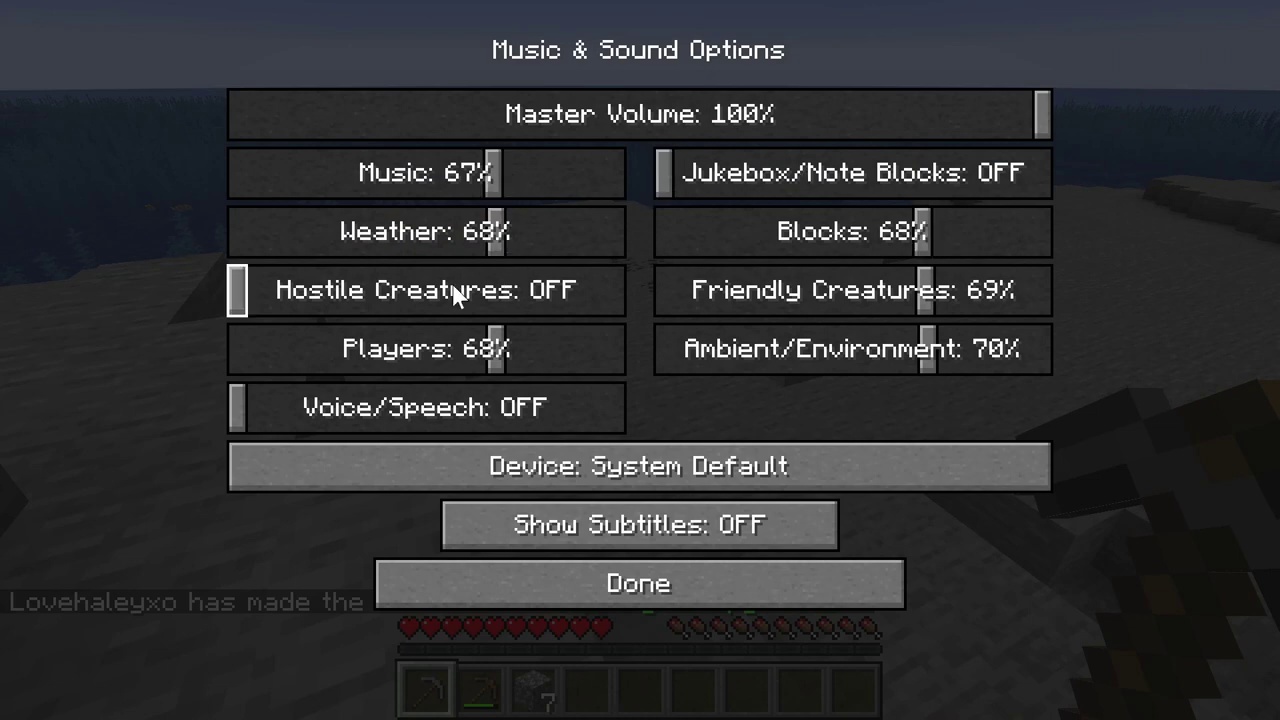 Music & Sound Options
Master Volume: 100%
Music: 67%
Jukebox/Note Blocks: OFF
Weather: 68%
Blocks: 68%
Hostile Creatures: OFF
Friendly Creatures: 69%
Players: 68%
Ambient/Environment: 70%
Voice/Speech: OFF
Device: System Default
Show Subtitles: OFF
Done
Lovehaleyxo has made the
7